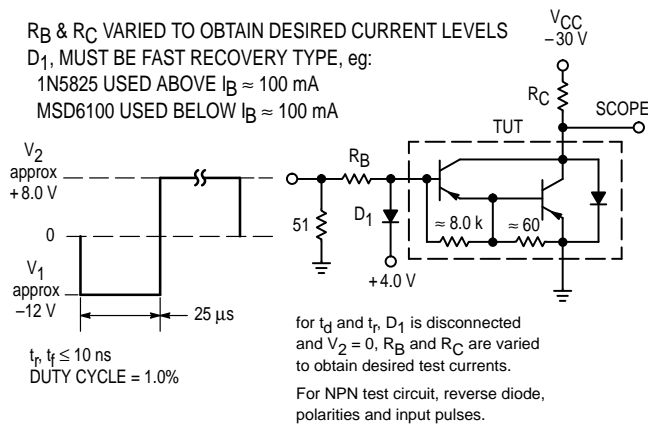 RB & RC VARIED TO OBTAIN DESIRED CURRENT LEVELS
D1, MUST BE FAST RECOVERY TYPE, eg:
1N5825 USED ABOVE IB ≈ 100 mA
MSD6100 USED BELOW IB ≈ 100 mA
VCC
–30 V
RC
SCOPE
TUT
V2
approx
+8.0 V
RB
51
D1
≈ 8.0 k
≈ 60
0
+4.0 V
V1
approx
–12 V
25 µs
tr, tf ≤ 10 ns
DUTY CYCLE = 1.0%
for td and tr, D1 is disconnected
and V2 = 0, RB and RC are varied
to obtain desired test currents.
For NPN test circuit, reverse diode,
polarities and input pulses.